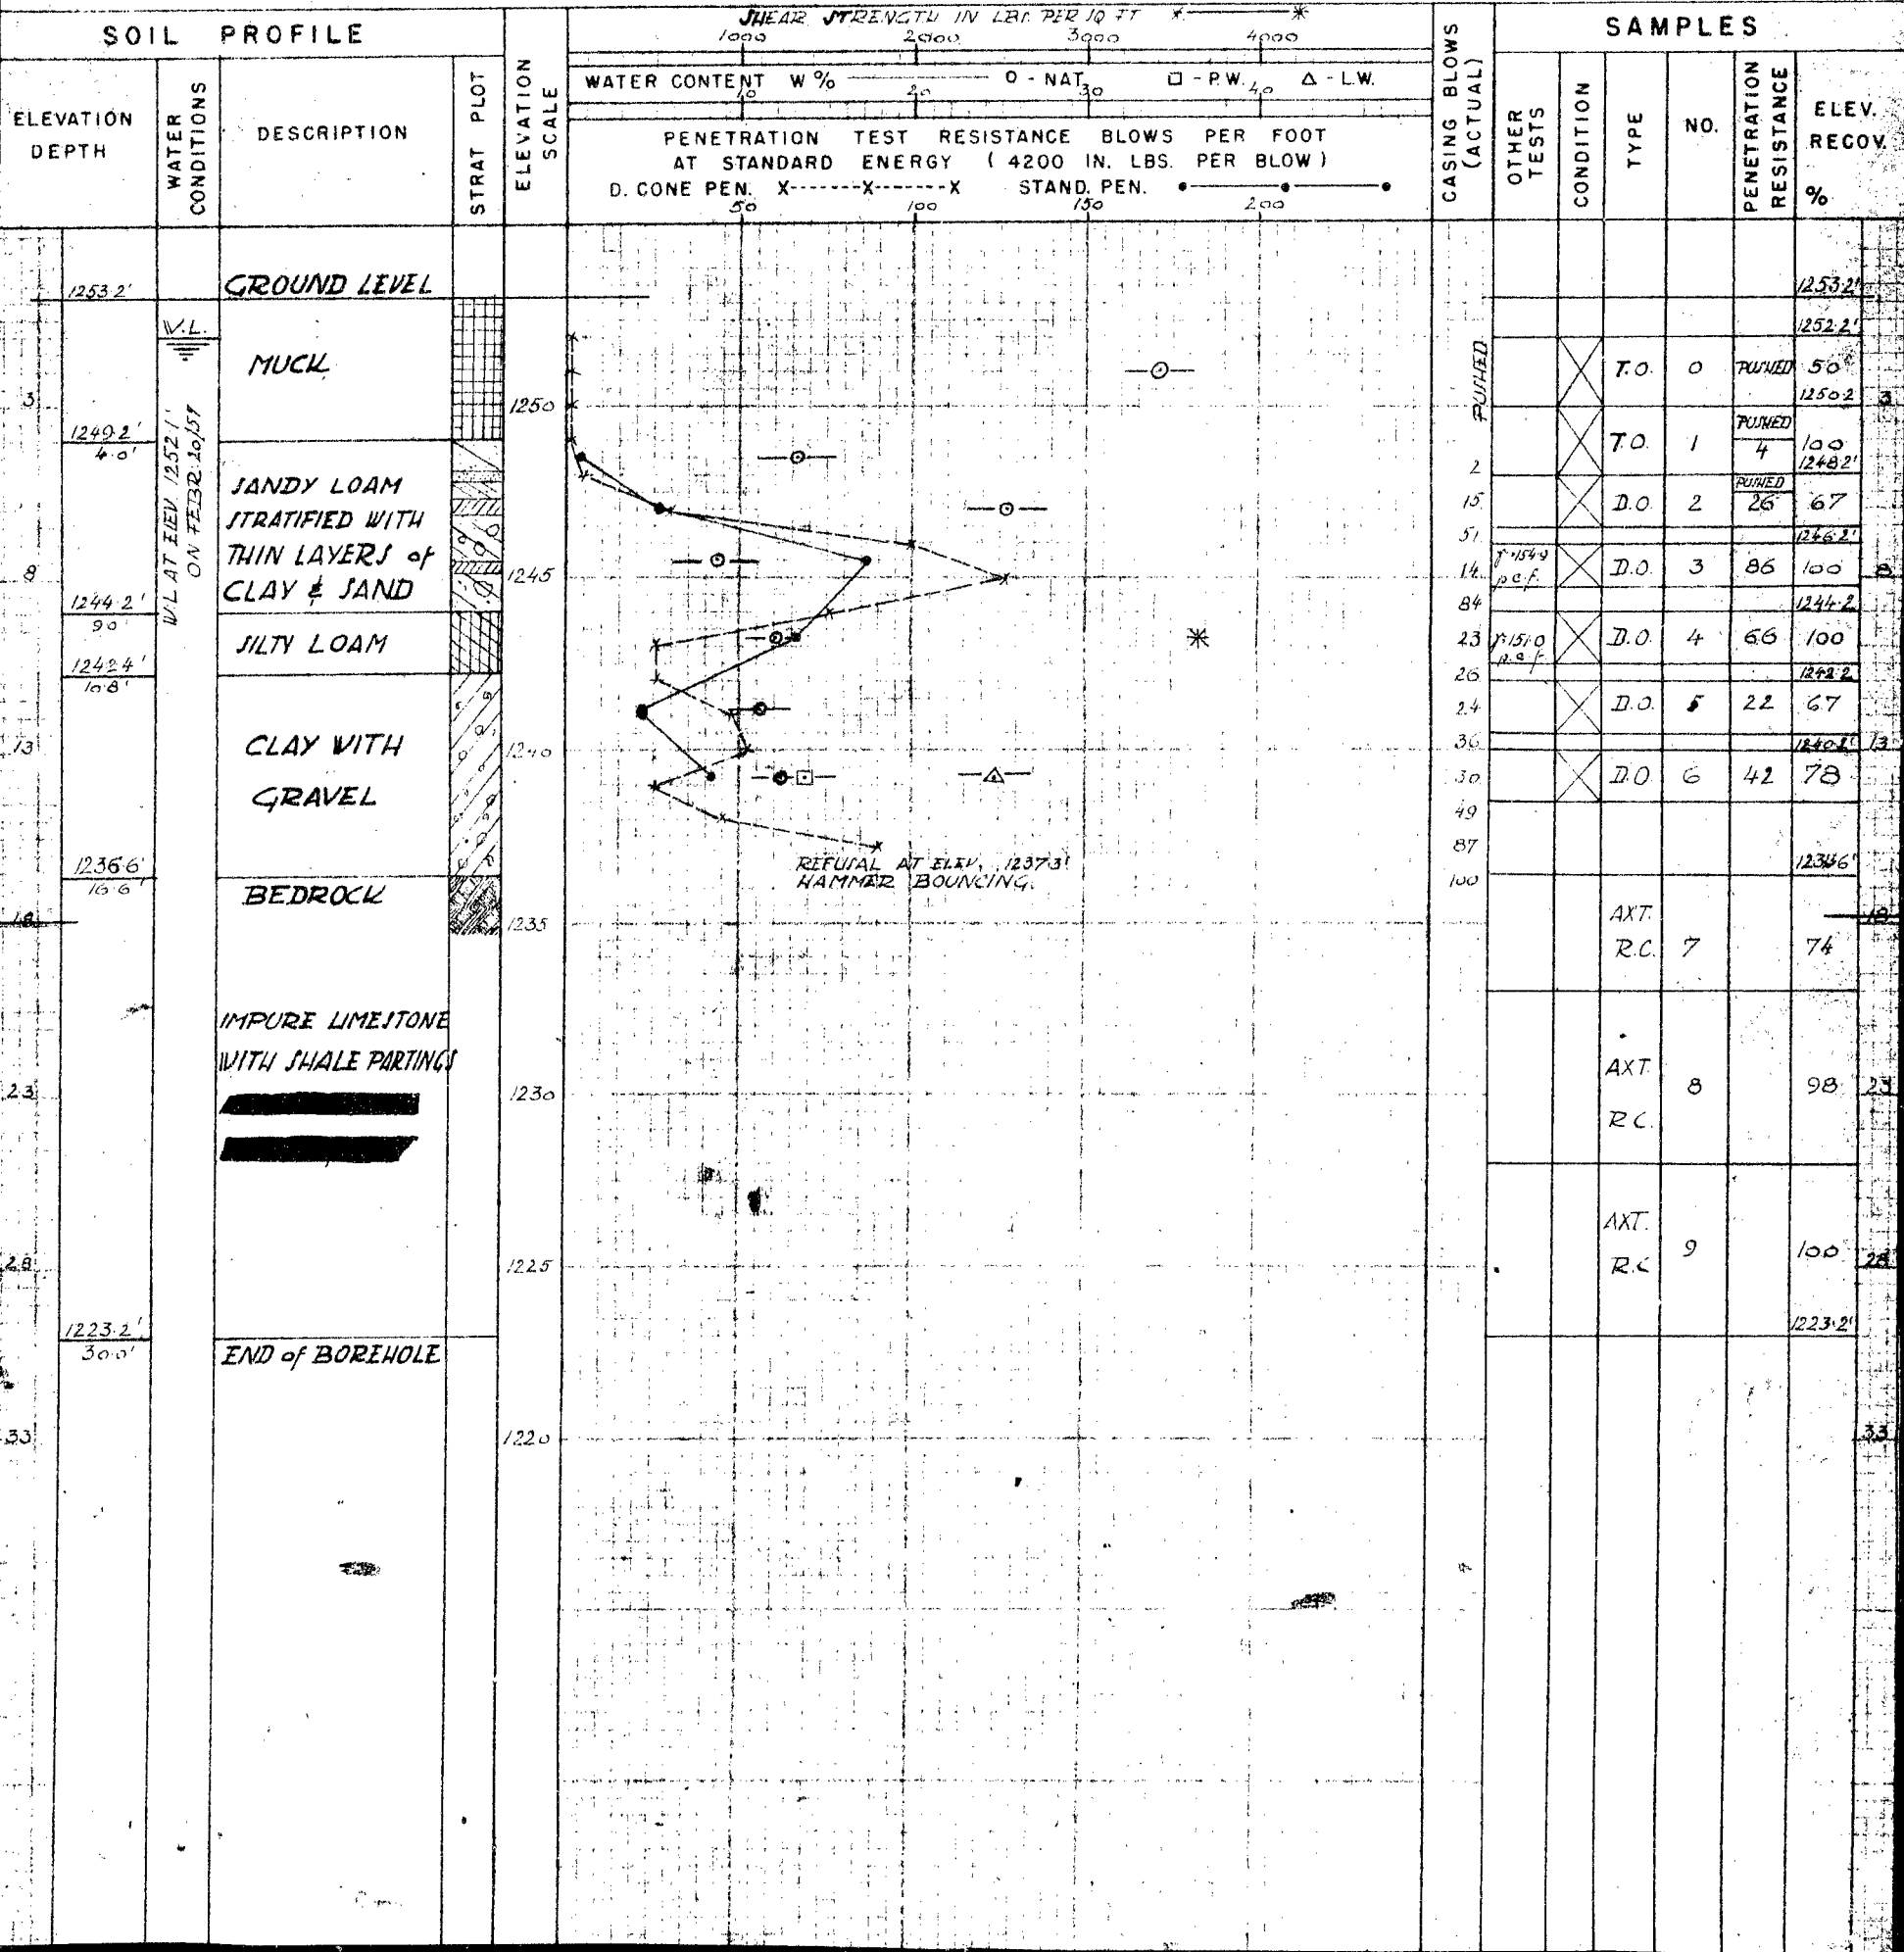 SOIL PROFILE
ELEVATION DEPTH
WATER CONDITIONS
DESCRIPTION
STRAT PLOT
ELEVATION SCALE
SHEAR STRENGTH IN LBS. PER SQ FT
1000 2000 3000 4000
WATER CONTENT W % O - NAT. □ - P.W. Δ - L.W.
10 20 30 40
PENETRATION TEST RESISTANCE BLOWS PER FOOT
AT STANDARD ENERGY ( 4200 IN. LBS. PER BLOW )
D. CONE PEN. X-------X-------X STAND. PEN.
50 100 150 200
CASING BLOWS (ACTUAL)
SAMPLES
OTHER TESTS
CONDITION
TYPE
NO.
PENETRATION RESISTANCE
ELEV. RECOV. %
1253.2' GROUND LEVEL 1253.2'
W.L. 1252.2'
MUCK PUSHED T.O. 0 PUSHED 50
3 1250 1250.2 3
1249.2'
4.0'
T.O. 1 PUSHED 4 100
W.L. AT ELEV. 1252.1'
ON FEBR. 20/59
2 1248.2'
SANDY LOAM
STRATIFIED WITH
THIN LAYERS of
CLAY & SAND
15 D.O. 2 PUSHED 26 67
51 1246.2'
8 1245 14 γ=154.9 p.c.f. D.O. 3 86 100 8
1244.2'
9.0'
84 1244.2
SILTY LOAM 23 γ=151.0 p.c.f. D.O. 4 66 100
1242.4'
10.8'
26 1242.2
24 D.O. 5 22 67
13 CLAY WITH 1240 36 1240.2' 13
GRAVEL 30 D.O. 6 42 78
49
87
REFUSAL AT ELEV. 1237.3'
HAMMER BOUNCING.
1236.6'
16.6'
100
BEDROCK
18 1235 18
AXT.
R.C. 7 74
IMPURE LIMESTONE
WITH SHALE PARTINGS
23 1230 AXT. 8 98 23
R.C.
AXT.
28 1225 R.C. 9 100 28
1223.2' 1223.2'
30.0'
END of BOREHOLE
33 1220 33